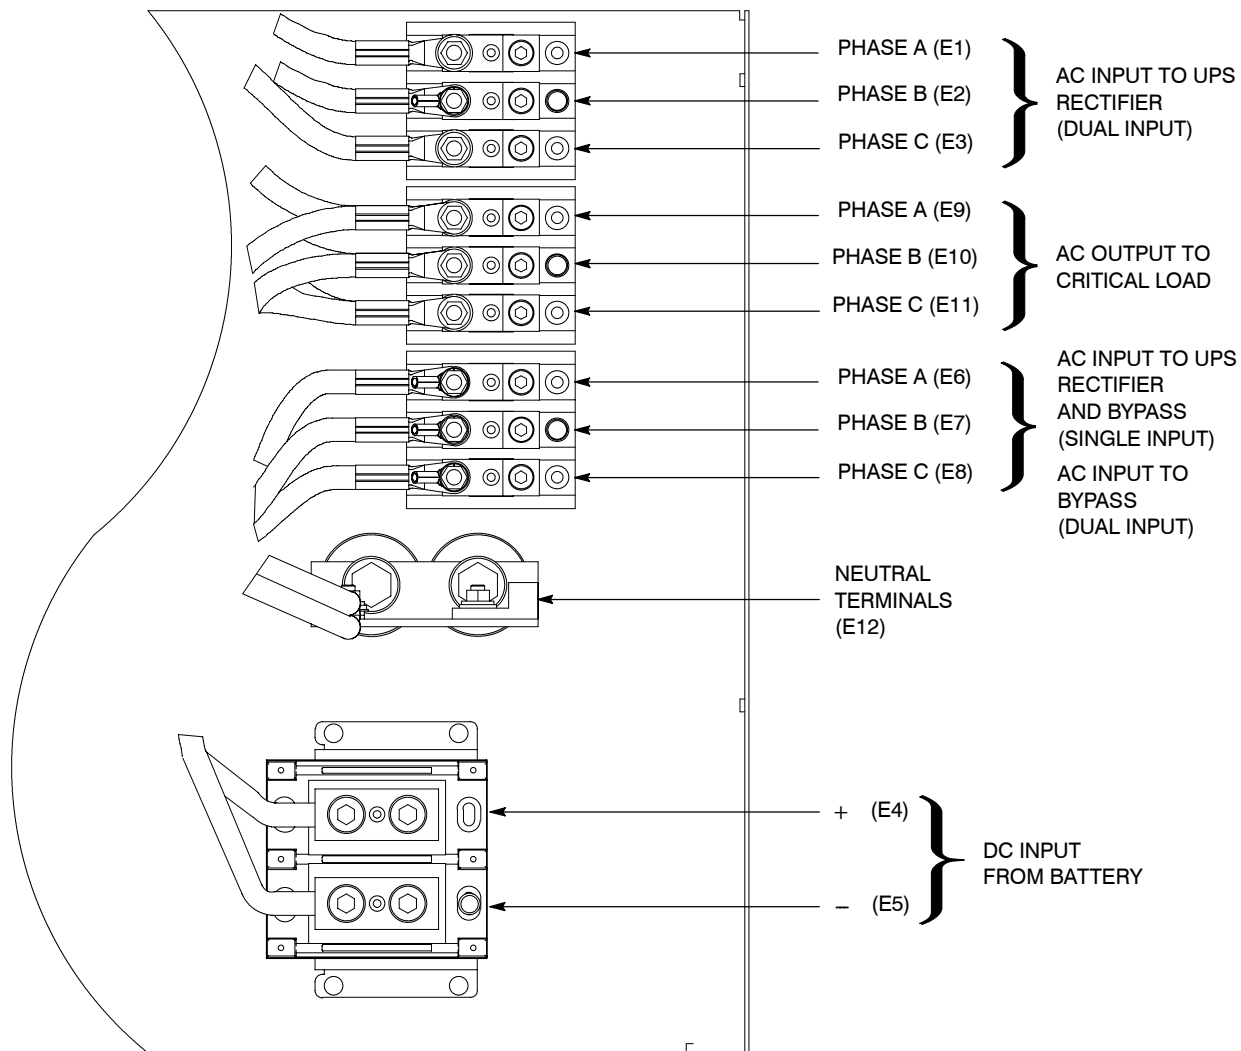 PHASE A (E1)
PHASE B (E2)
PHASE C (E3)
AC INPUT TO UPS
RECTIFIER
(DUAL INPUT)
PHASE A (E9)
PHASE B (E10)
PHASE C (E11)
AC OUTPUT TO
CRITICAL LOAD
PHASE A (E6)
PHASE B (E7)
PHASE C (E8)
AC INPUT TO UPS
RECTIFIER
AND BYPASS
(SINGLE INPUT)
AC INPUT TO
BYPASS
(DUAL INPUT)
NEUTRAL
TERMINALS
(E12)
+ (E4)
− (E5)
DC INPUT
FROM BATTERY